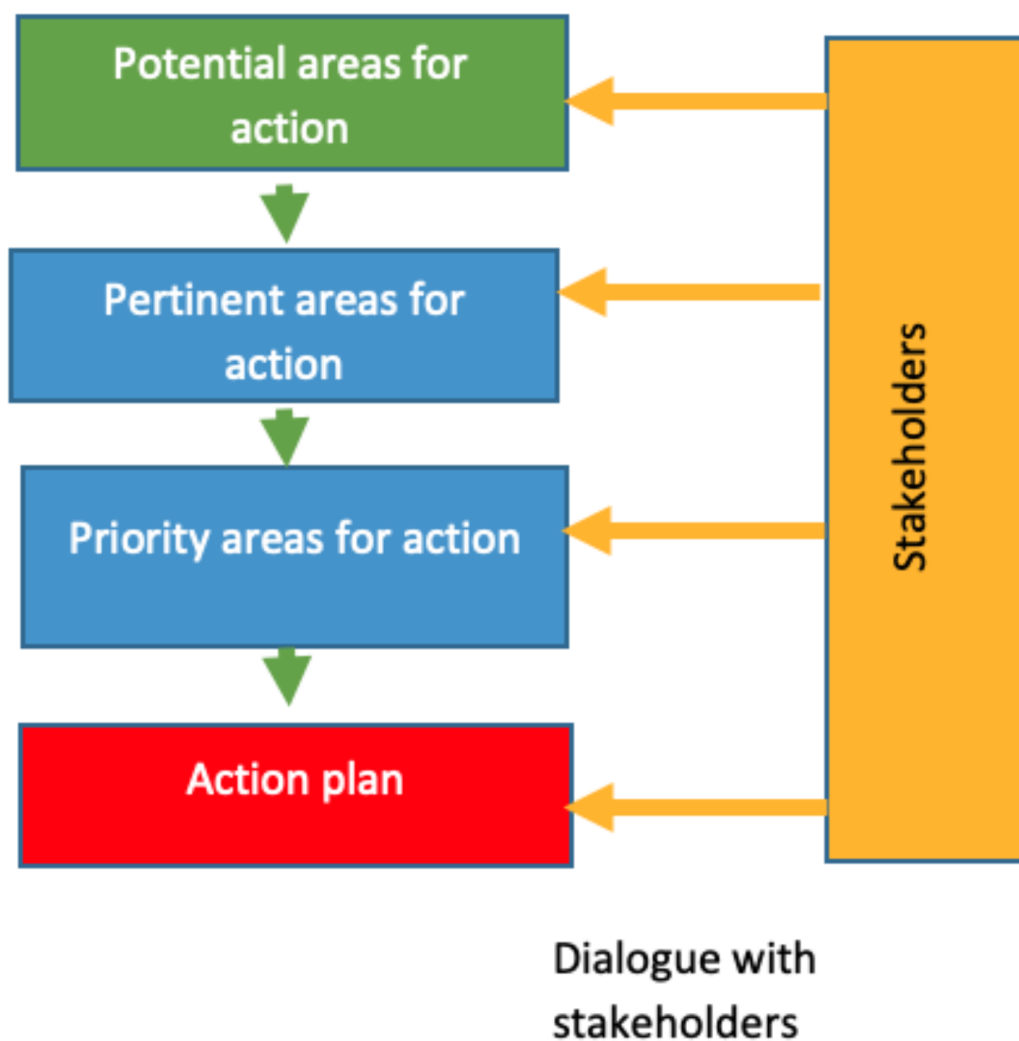 Potential areas for
action
Pertinent areas for
action
Priority areas for action
Action plan
Stakeholders
Dialogue with
stakeholders